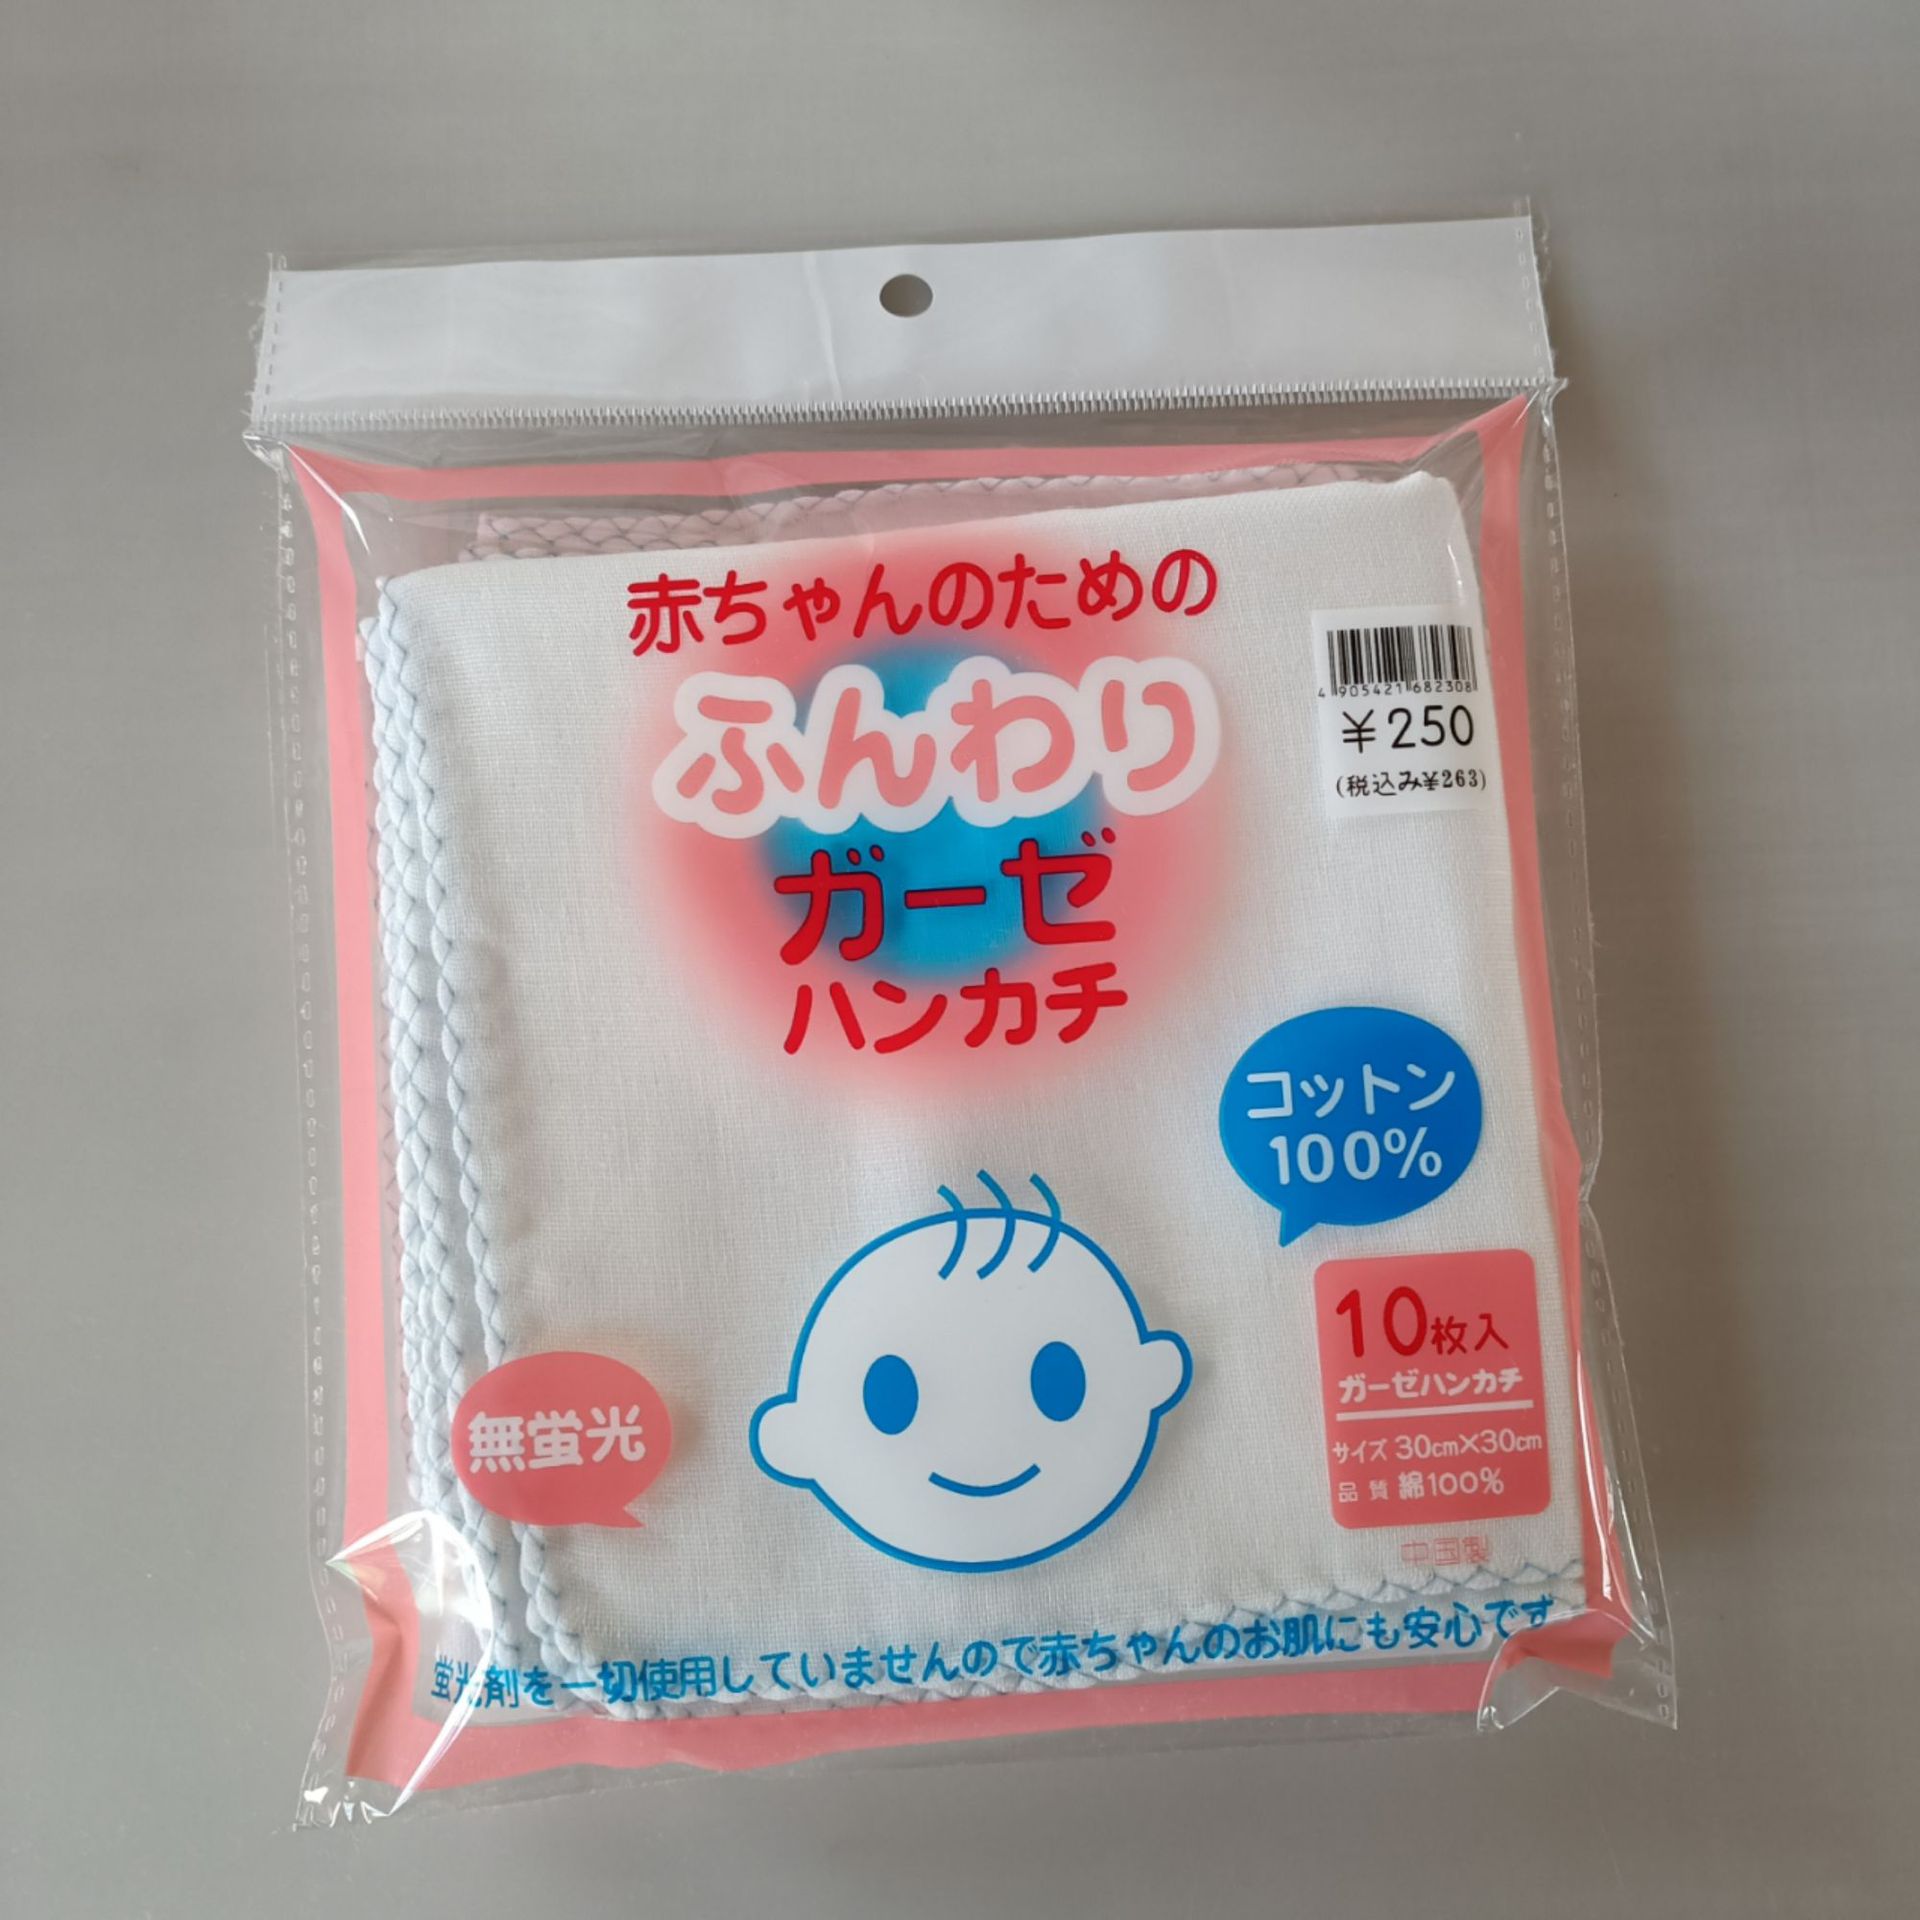 赤ちゃんのための
ふんわり
ガーゼ
ハンカチ
4 905421 682308
¥250
(税込み¥263)
コットン
100%
10枚入
ガーゼハンカチ
サイズ 30cm×30cm
品質 綿100%
中国製
無蛍光
蛍光剤を一切使用していませんので赤ちゃんのお肌にも安心です